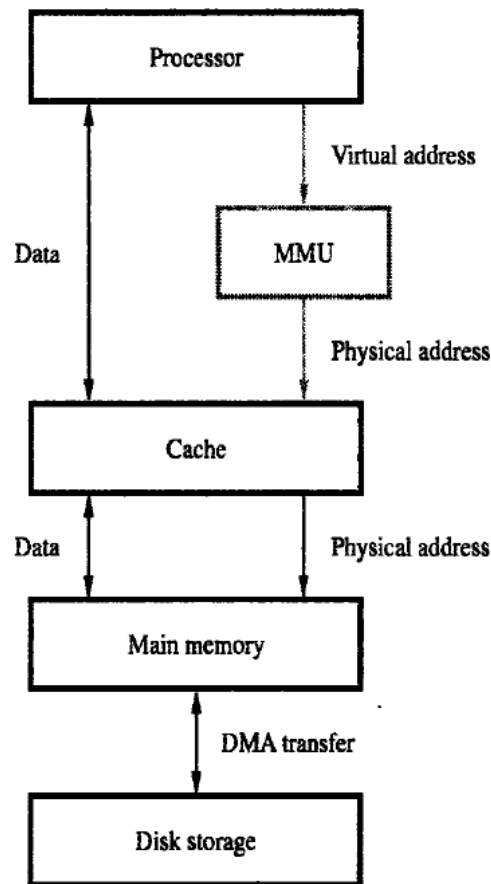 Processor
Virtual address
Data
MMU
Physical address
Cache
Data
Physical address
Main memory
DMA transfer
Disk storage